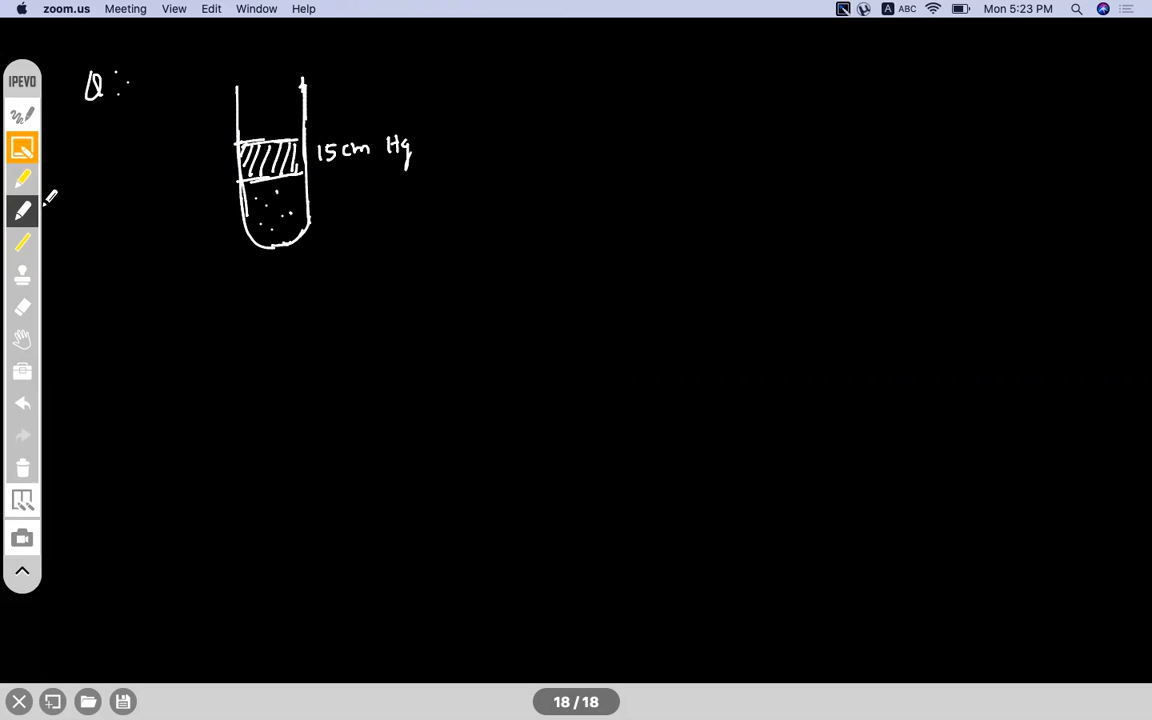 zoom.us Meeting View Edit Window Help A ABC Mon 5:23 PM
IPEVO
Q :
15 cm Hg
18 / 18